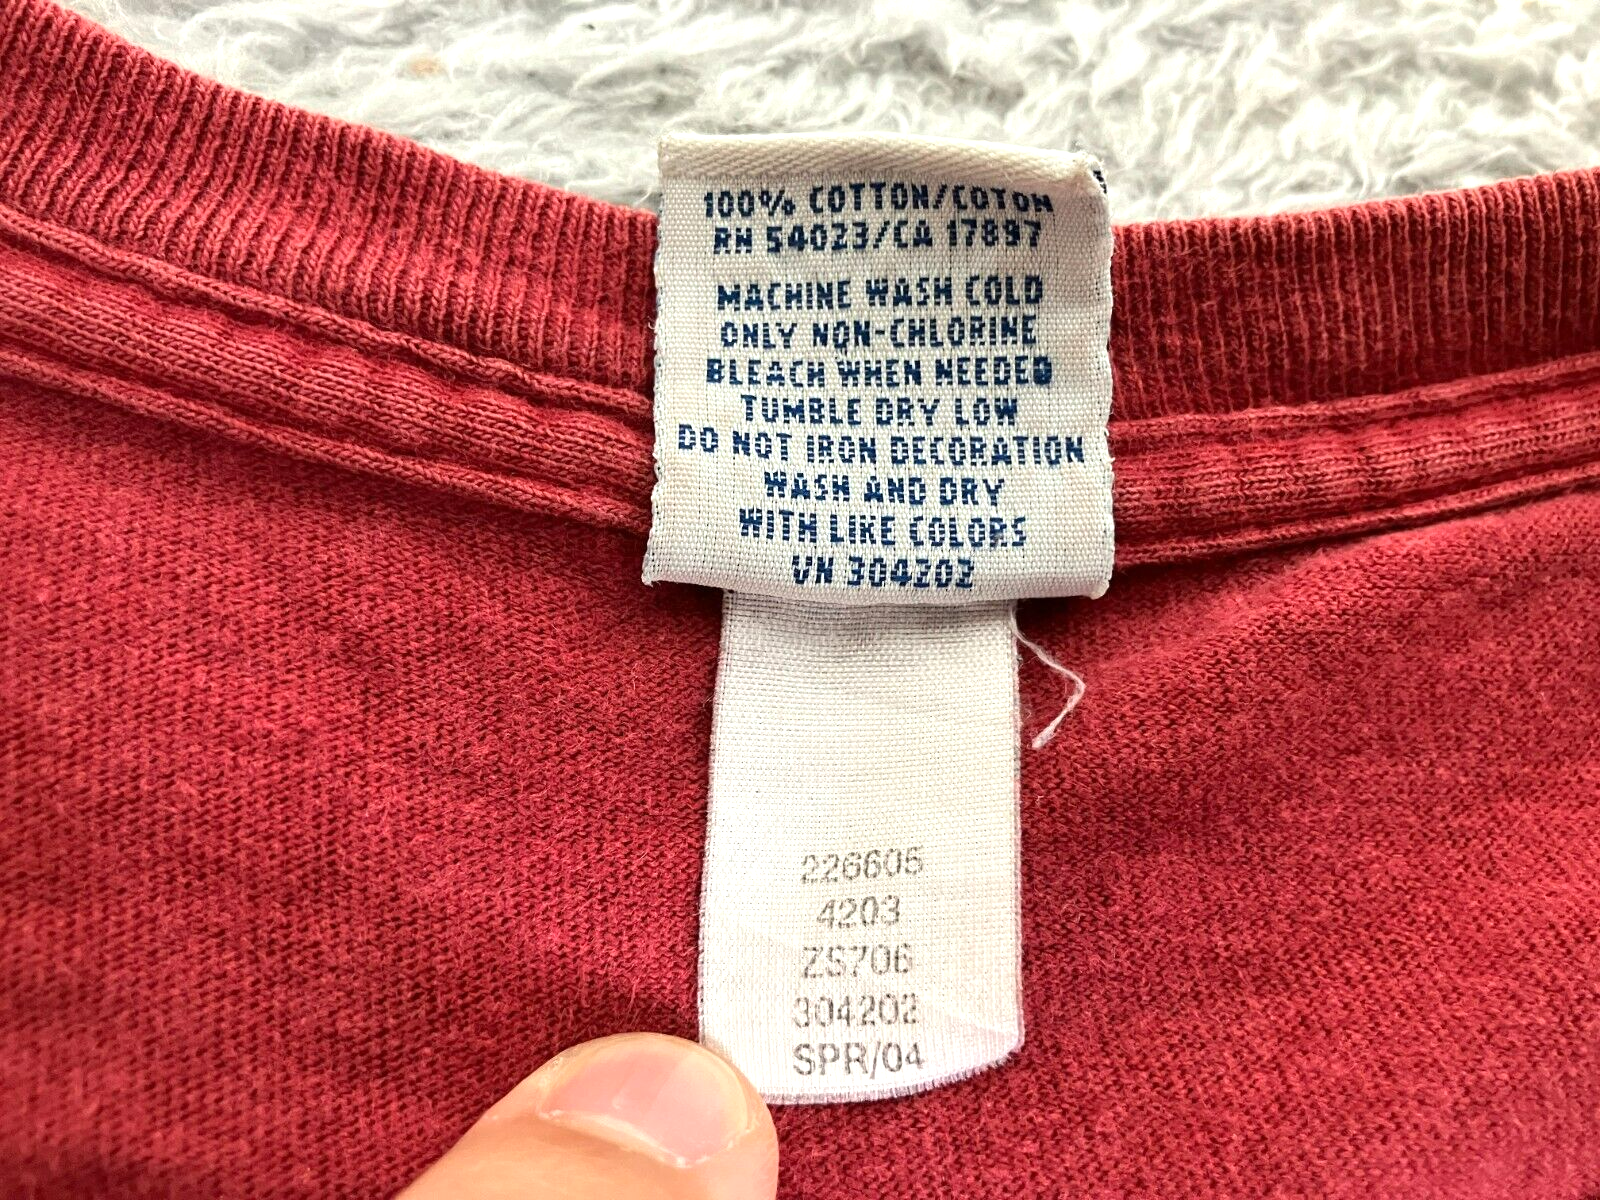 100% COTTON/COTON
RN 54023/CA 17897
MACHINE WASH COLD
ONLY NON-CHLORINE
BLEACH WHEN NEEDED
TUMBLE DRY LOW
DO NOT IRON DECORATION
WASH AND DRY
WITH LIKE COLORS
VN 304202
226605
4203
ZS706
304202
SPR/04